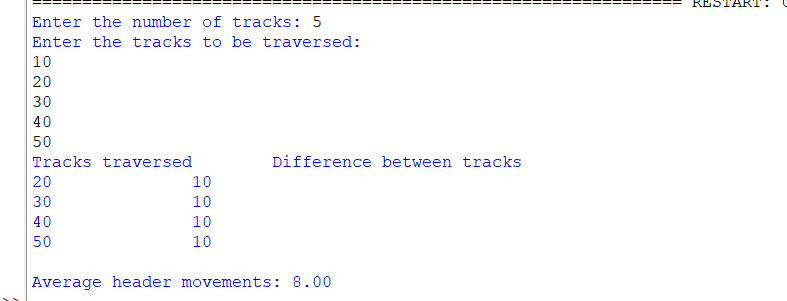 ================================================================= RESTART: 
Enter the number of tracks: 5
Enter the tracks to be traversed:
10
20
30
40
50
Tracks traversed        Difference between tracks
20              10
30              10
40              10
50              10
Average header movements: 8.00
>>